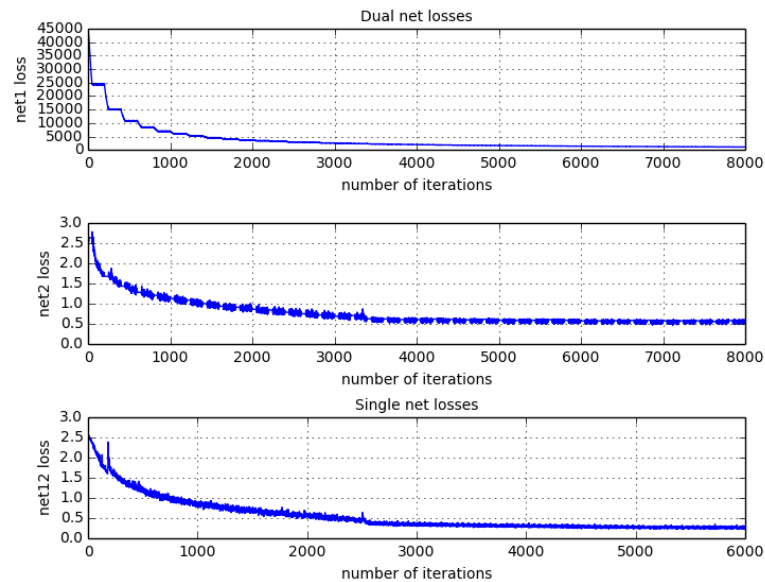 Dual net losses
45000
40000
35000
30000
25000
20000
15000
10000
5000
0
net1 loss
0 1000 2000 3000 4000 5000 6000 7000 8000
number of iterations
3.0
2.5
2.0
1.5
1.0
0.5
0.0
net2 loss
0 1000 2000 3000 4000 5000 6000 7000 8000
number of iterations
Single net losses
3.0
2.5
2.0
1.5
1.0
0.5
0.0
net12 loss
0 1000 2000 3000 4000 5000 6000
number of iterations